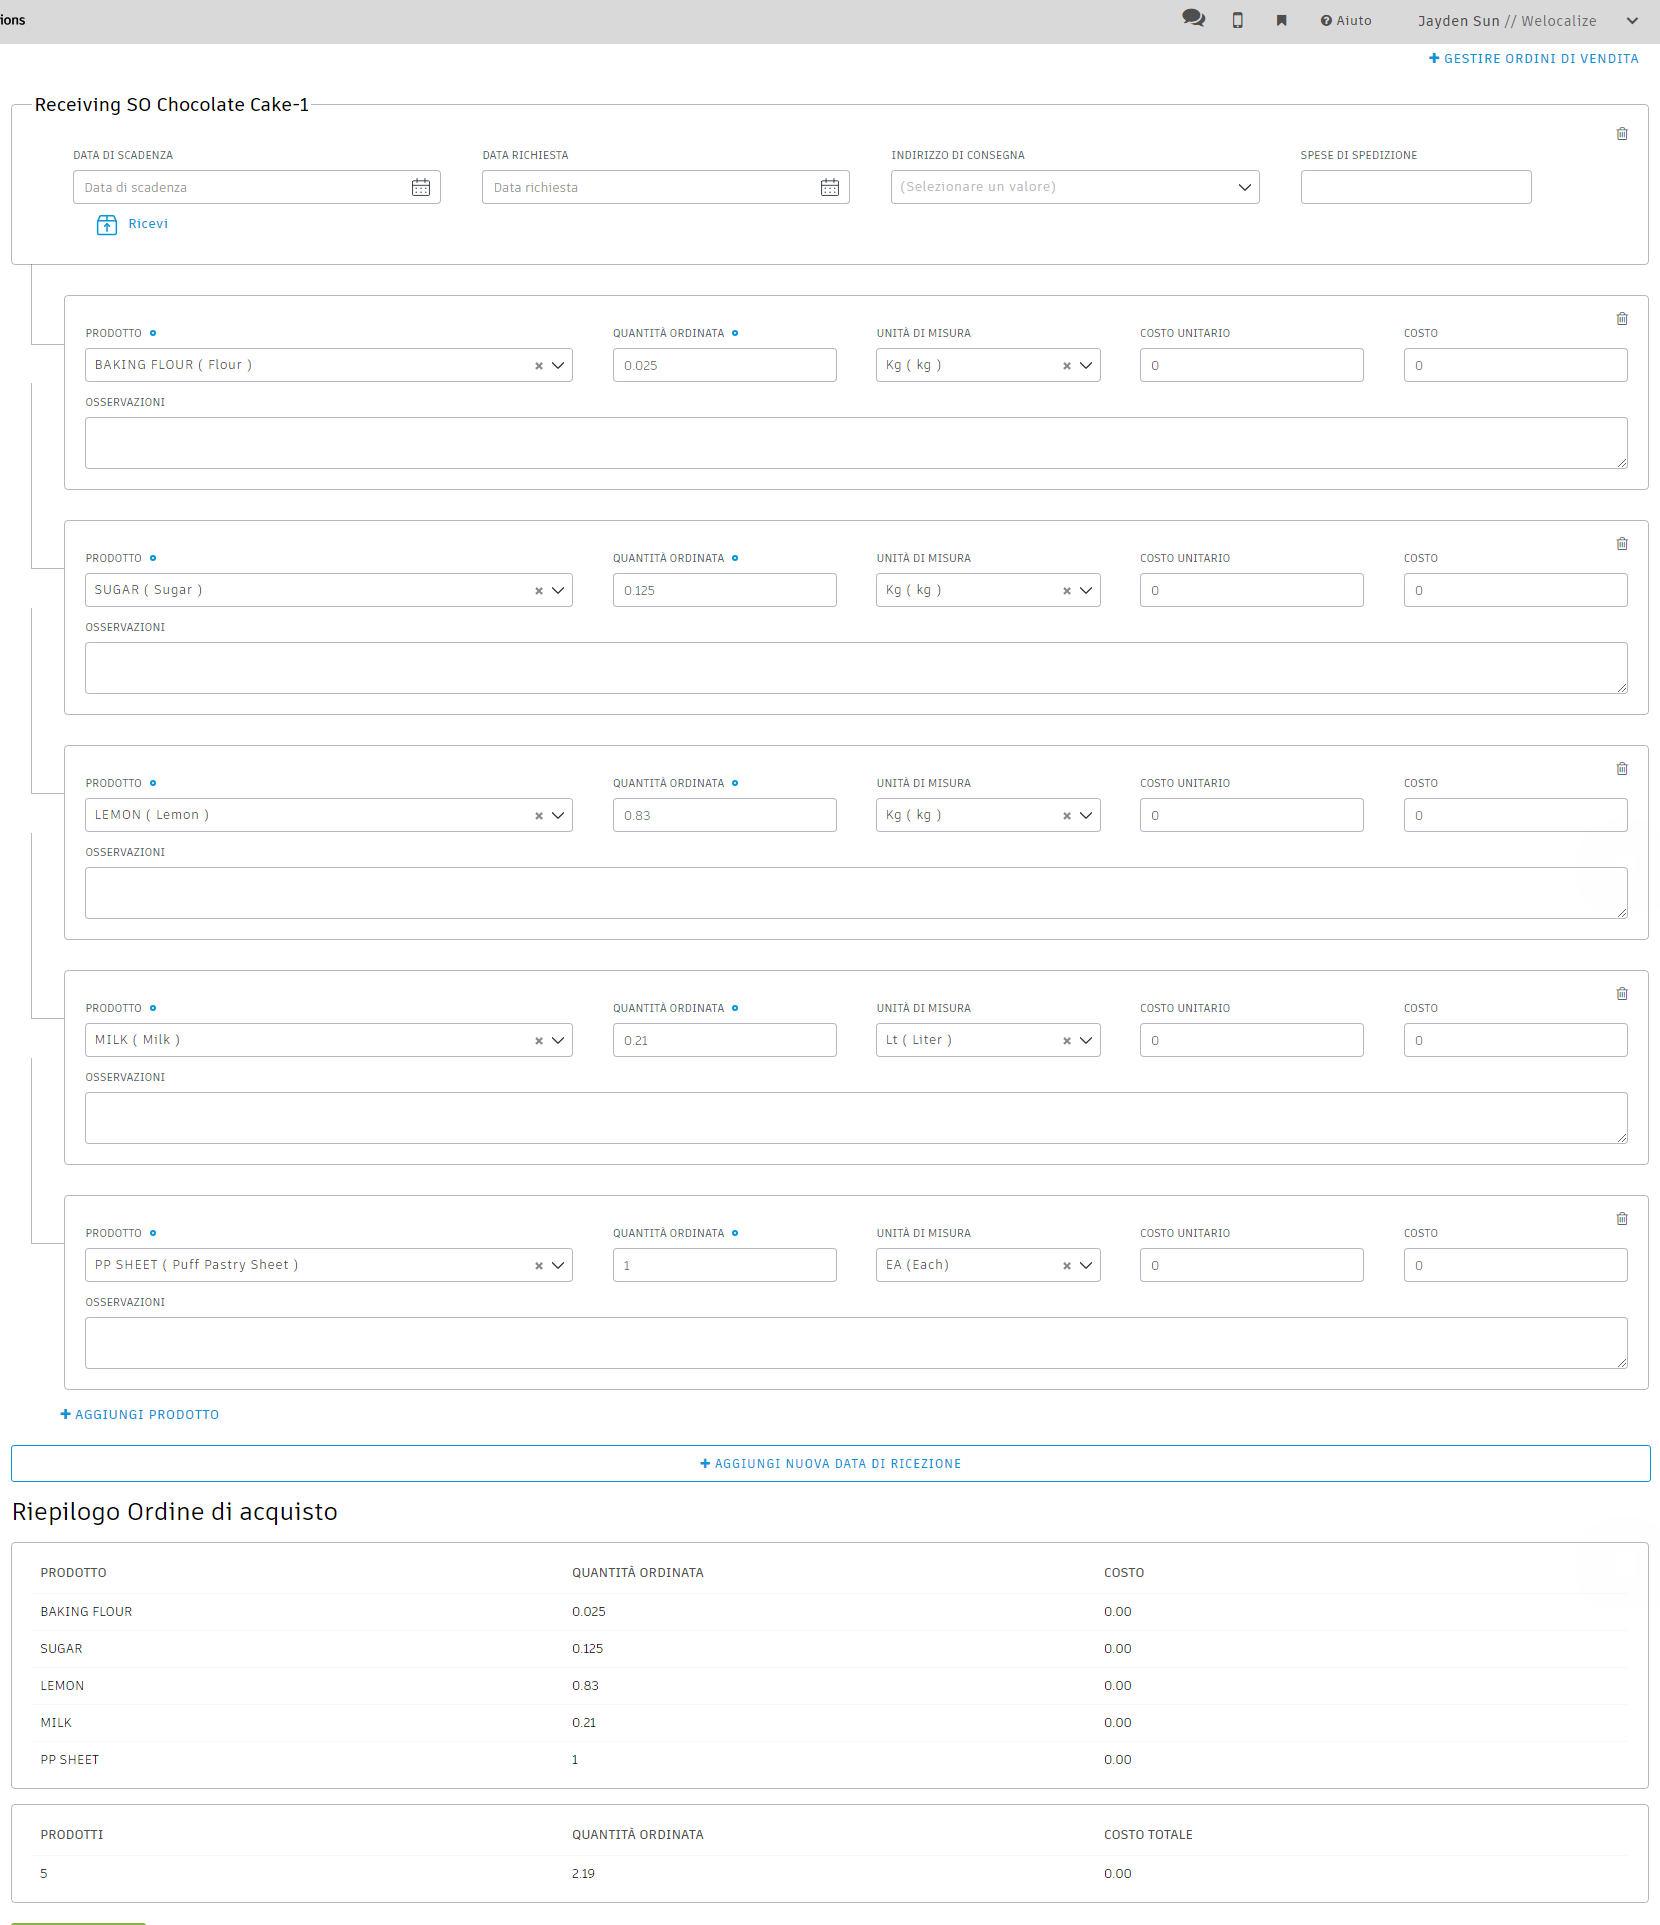 ions
Aiuto Jayden Sun // Welocalize
GESTIRE ORDINI DI VENDITA
Receiving SO Chocolate Cake-1
DATA DI SCADENZA DATA RICHIESTA INDIRIZZO DI CONSEGNA SPESE DI SPEDIZIONE
Data di scadenza Data richiesta (Selezionare un valore)
Ricevi
PRODOTTO QUANTITÀ ORDINATA UNITÀ DI MISURA COSTO UNITARIO COSTO
BAKING FLOUR ( Flour ) 0.025 Kg ( kg ) 0 0
OSSERVAZIONI
PRODOTTO QUANTITÀ ORDINATA UNITÀ DI MISURA COSTO UNITARIO COSTO
SUGAR ( Sugar ) 0.125 Kg ( kg ) 0 0
OSSERVAZIONI
PRODOTTO QUANTITÀ ORDINATA UNITÀ DI MISURA COSTO UNITARIO COSTO
LEMON ( Lemon ) 0.83 Kg ( kg ) 0 0
OSSERVAZIONI
PRODOTTO QUANTITÀ ORDINATA UNITÀ DI MISURA COSTO UNITARIO COSTO
MILK ( Milk ) 0.21 Lt ( Liter ) 0 0
OSSERVAZIONI
PRODOTTO QUANTITÀ ORDINATA UNITÀ DI MISURA COSTO UNITARIO COSTO
PP SHEET ( Puff Pastry Sheet ) 1 EA (Each) 0 0
OSSERVAZIONI
AGGIUNGI PRODOTTO
AGGIUNGI NUOVA DATA DI RICEZIONE
Riepilogo Ordine di acquisto
PRODOTTO QUANTITÀ ORDINATA COSTO
BAKING FLOUR 0.025 0.00
SUGAR 0.125 0.00
LEMON 0.83 0.00
MILK 0.21 0.00
PP SHEET 1 0.00
PRODOTTI QUANTITÀ ORDINATA COSTO TOTALE
5 2.19 0.00